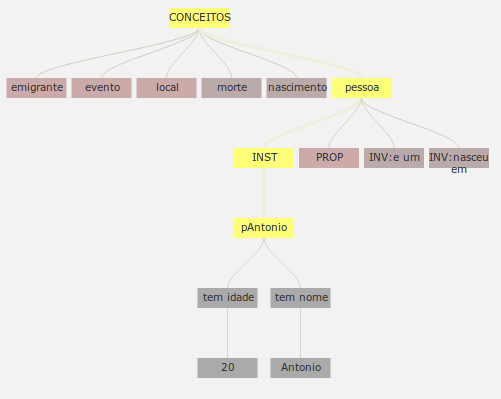 CONCEITOS
emigrante
evento
local
morte
nascimento
pessoa
INST
PROP
INV:e um
INV:nasceu
em
pAntonio
tem idade
tem nome
20
Antonio